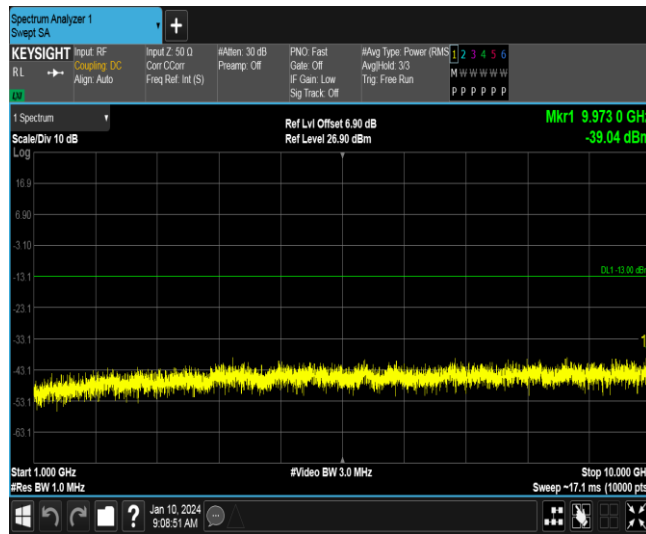 Spectrum Analyzer 1
Swept SA
+
KEYSIGHT
RL
Input: RF
Coupling: DC
Align: Auto
Input Z: 50 Ω
Corr CCorr
Freq Ref: Int (S)
#Atten: 30 dB
Preamp: Off
PNO: Fast
Gate: Off
IF Gain: Low
Sig Track: Off
#Avg Type: Power (RMS
Avg|Hold: 3/3
Trig: Free Run
1 2 3 4 5 6
M W W W W W
P P P P P P
1 Spectrum
Scale/Div 10 dB
Log
Ref Lvl Offset 6.90 dB
Ref Level 26.90 dBm
Mkr1 9.973 0 GHz
-39.04 dBm
16.9
6.90
-3.10
-13.1
DL1 -13.00 dBm
-23.1
-33.1
1
-43.1
-53.1
-63.1
Start 1.000 GHz
#Res BW 1.0 MHz
#Video BW 3.0 MHz
Stop 10.000 GHz
Sweep ~17.1 ms (10000 pts
?
Jan 10, 2024
9:08:51 AM